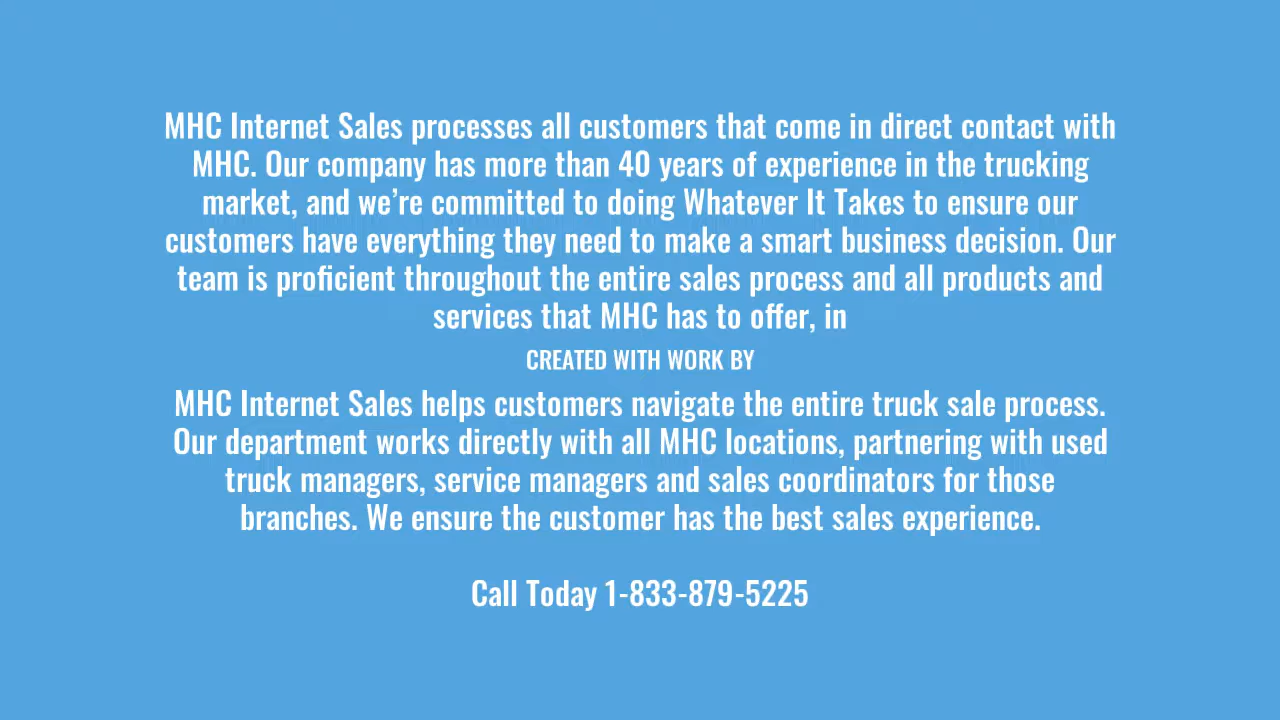 MHC Internet Sales processes all customers that come in direct contact with
MHC. Our company has more than 40 years of experience in the trucking
market, and we’re committed to doing Whatever It Takes to ensure our
customers have everything they need to make a smart business decision. Our
team is proficient throughout the entire sales process and all products and
services that MHC has to offer, in
CREATED WITH WORK BY
MHC Internet Sales helps customers navigate the entire truck sale process.
Our department works directly with all MHC locations, partnering with used
truck managers, service managers and sales coordinators for those
branches. We ensure the customer has the best sales experience.
Call Today 1-833-879-5225